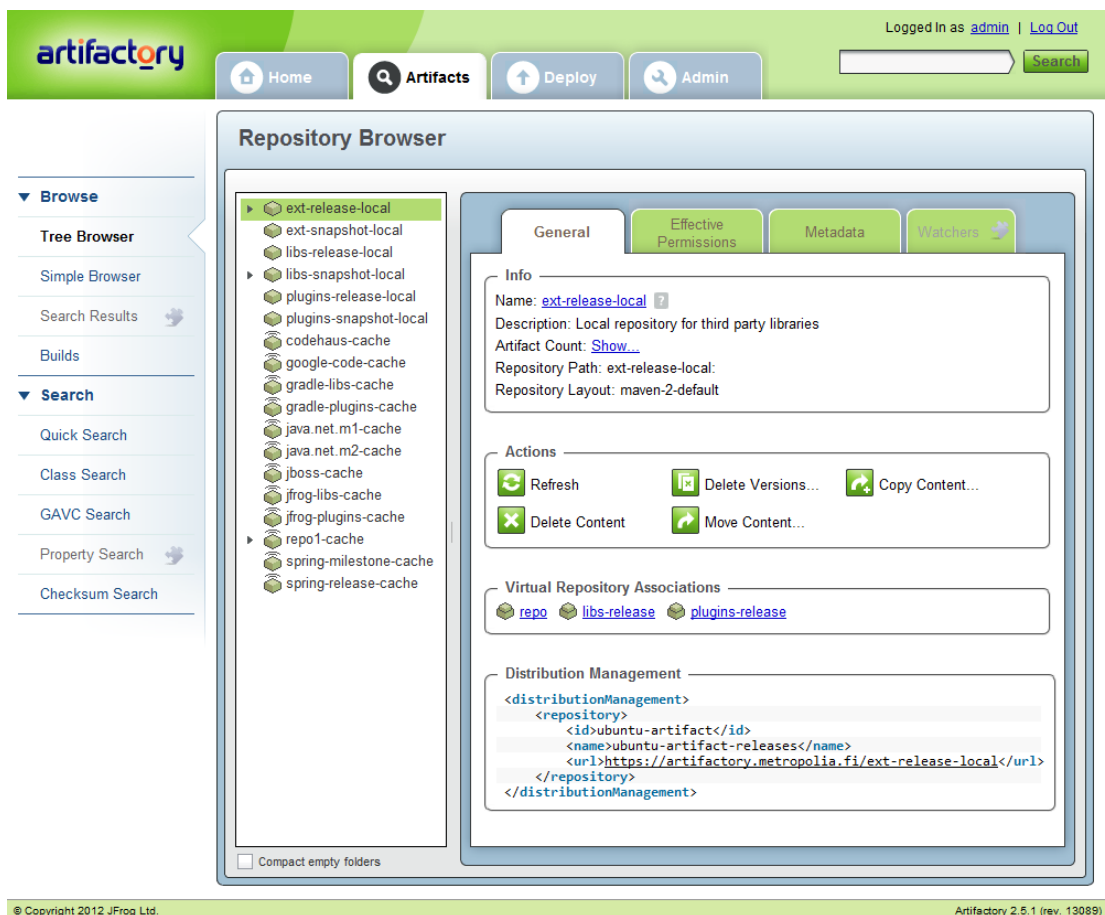 Logged In as admin | Log Out
artifactory
Home
Artifacts
Deploy
Admin
Search
Repository Browser
Browse
Tree Browser
Simple Browser
Search Results
Builds
Search
Quick Search
Class Search
GAVC Search
Property Search
Checksum Search
ext-release-local
ext-snapshot-local
libs-release-local
libs-snapshot-local
plugins-release-local
plugins-snapshot-local
codehaus-cache
google-code-cache
gradle-libs-cache
gradle-plugins-cache
java.net.m1-cache
java.net.m2-cache
jboss-cache
jfrog-libs-cache
jfrog-plugins-cache
repo1-cache
spring-milestone-cache
spring-release-cache
Compact empty folders
General
Effective
Permissions
Metadata
Watchers
Info
Name: ext-release-local ?
Description: Local repository for third party libraries
Artifact Count: Show...
Repository Path: ext-release-local:
Repository Layout: maven-2-default
Actions
Refresh
Delete Versions...
Copy Content...
Delete Content
Move Content...
Virtual Repository Associations
repo libs-release plugins-release
Distribution Management
<distributionManagement>
<repository>
<id>ubuntu-artifact</id>
<name>ubuntu-artifact-releases</name>
<url>https://artifactory.metropolia.fi/ext-release-local</url>
</repository>
</distributionManagement>
© Copyright 2012 JFrog Ltd.
Artifactory 2.5.1 (rev. 13089)